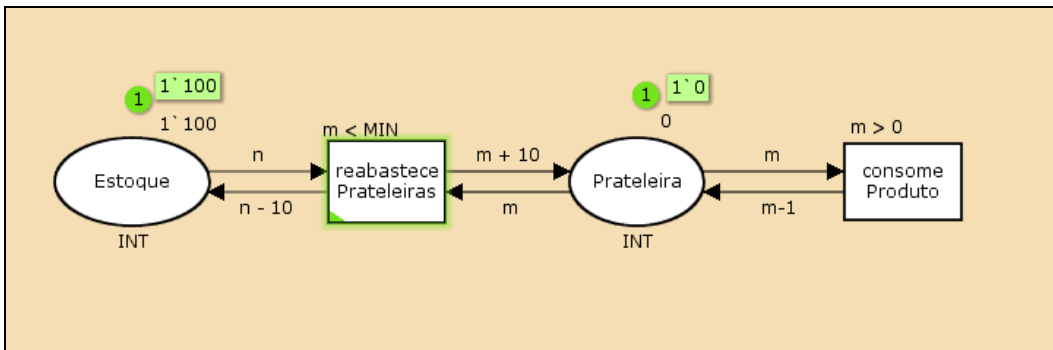 1
1`100
1`100
Estoque
INT
n
n - 10
m < MIN
reabastece
Prateleiras
m + 10
m
1
1`0
0
Prateleira
INT
m
m-1
m > 0
consome
Produto